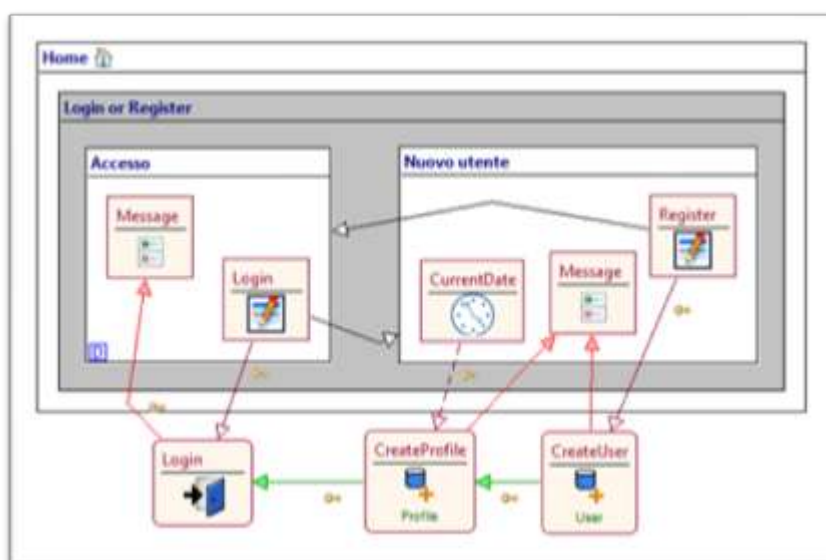 Home
Login or Register
Accesso
Nuovo utente
Message
Register
Login
CurrentDate
Message
D
Login
CreateProfile
Profile
CreateUser
User